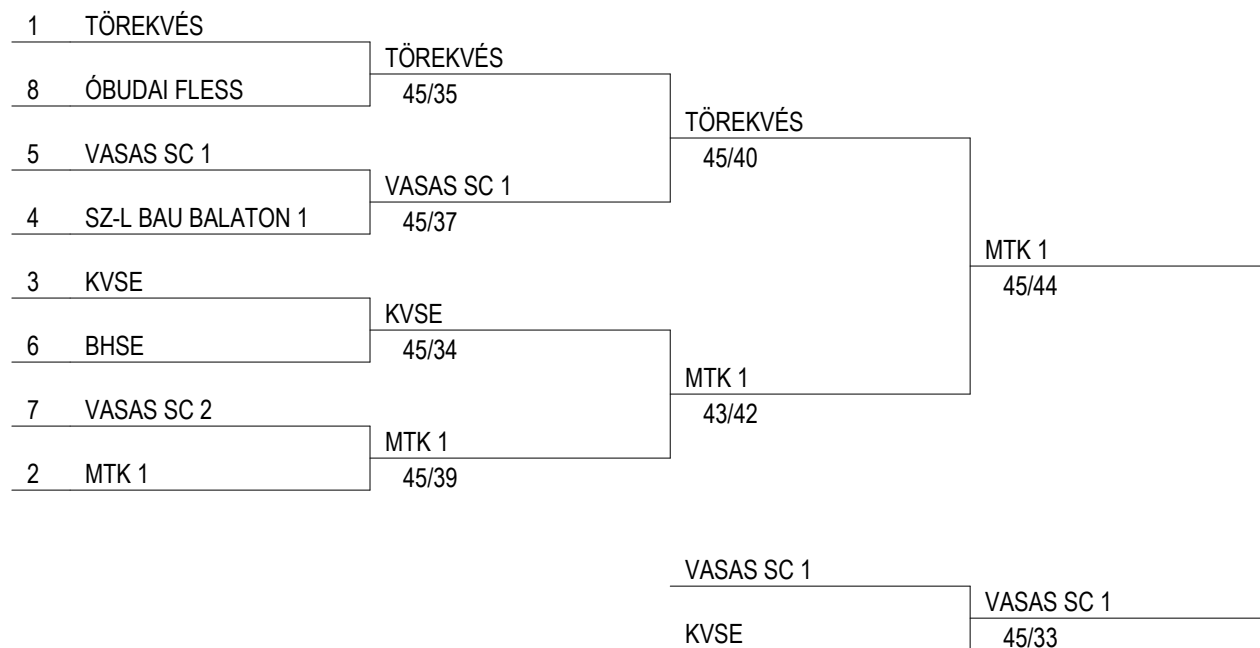 1 TÖREKVÉS
TÖREKVÉS
8 ÓBUDAI FLESS
45/35
TÖREKVÉS
5 VASAS SC 1
45/40
VASAS SC 1
4 SZ-L BAU BALATON 1
45/37
MTK 1
3 KVSE
45/44
KVSE
6 BHSE
45/34
MTK 1
7 VASAS SC 2
43/42
MTK 1
2 MTK 1
45/39
VASAS SC 1
VASAS SC 1
KVSE
45/33